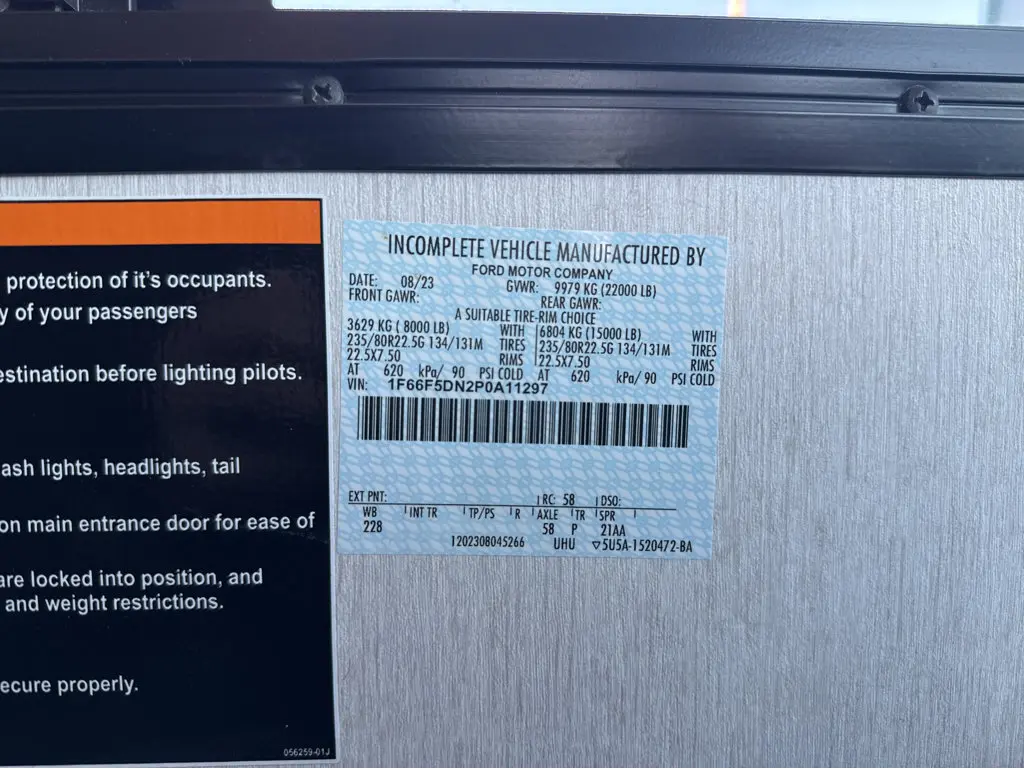 protection of it's occupants.
y of your passengers
estination before lighting pilots.
ash lights, headlights, tail
on main entrance door for ease of
are locked into position, and
and weight restrictions.
ecure properly.
056259-01J
INCOMPLETE VEHICLE MANUFACTURED BY
FORD MOTOR COMPANY
DATE: 08/23 GVWR: 9979 KG (22000 LB)
FRONT GAWR: REAR GAWR:
A SUITABLE TIRE-RIM CHOICE
3629 KG ( 8000 LB) WITH 6804 KG (15000 LB) WITH
235/80R22.5G 134/131M TIRES 235/80R22.5G 134/131M TIRES
22.5X7.50 RIMS 22.5X7.50 RIMS
AT 620 kPa/ 90 PSI COLD AT 620 kPa/ 90 PSI COLD
VIN: 1F66F5DN2P0A11297
EXT PNT: RC: 58 DSO:
WB INT TR TP/PS R AXLE TR SPR
228 58 P 21AA
1202308045266 UHU ▽5U5A-1520472-BA